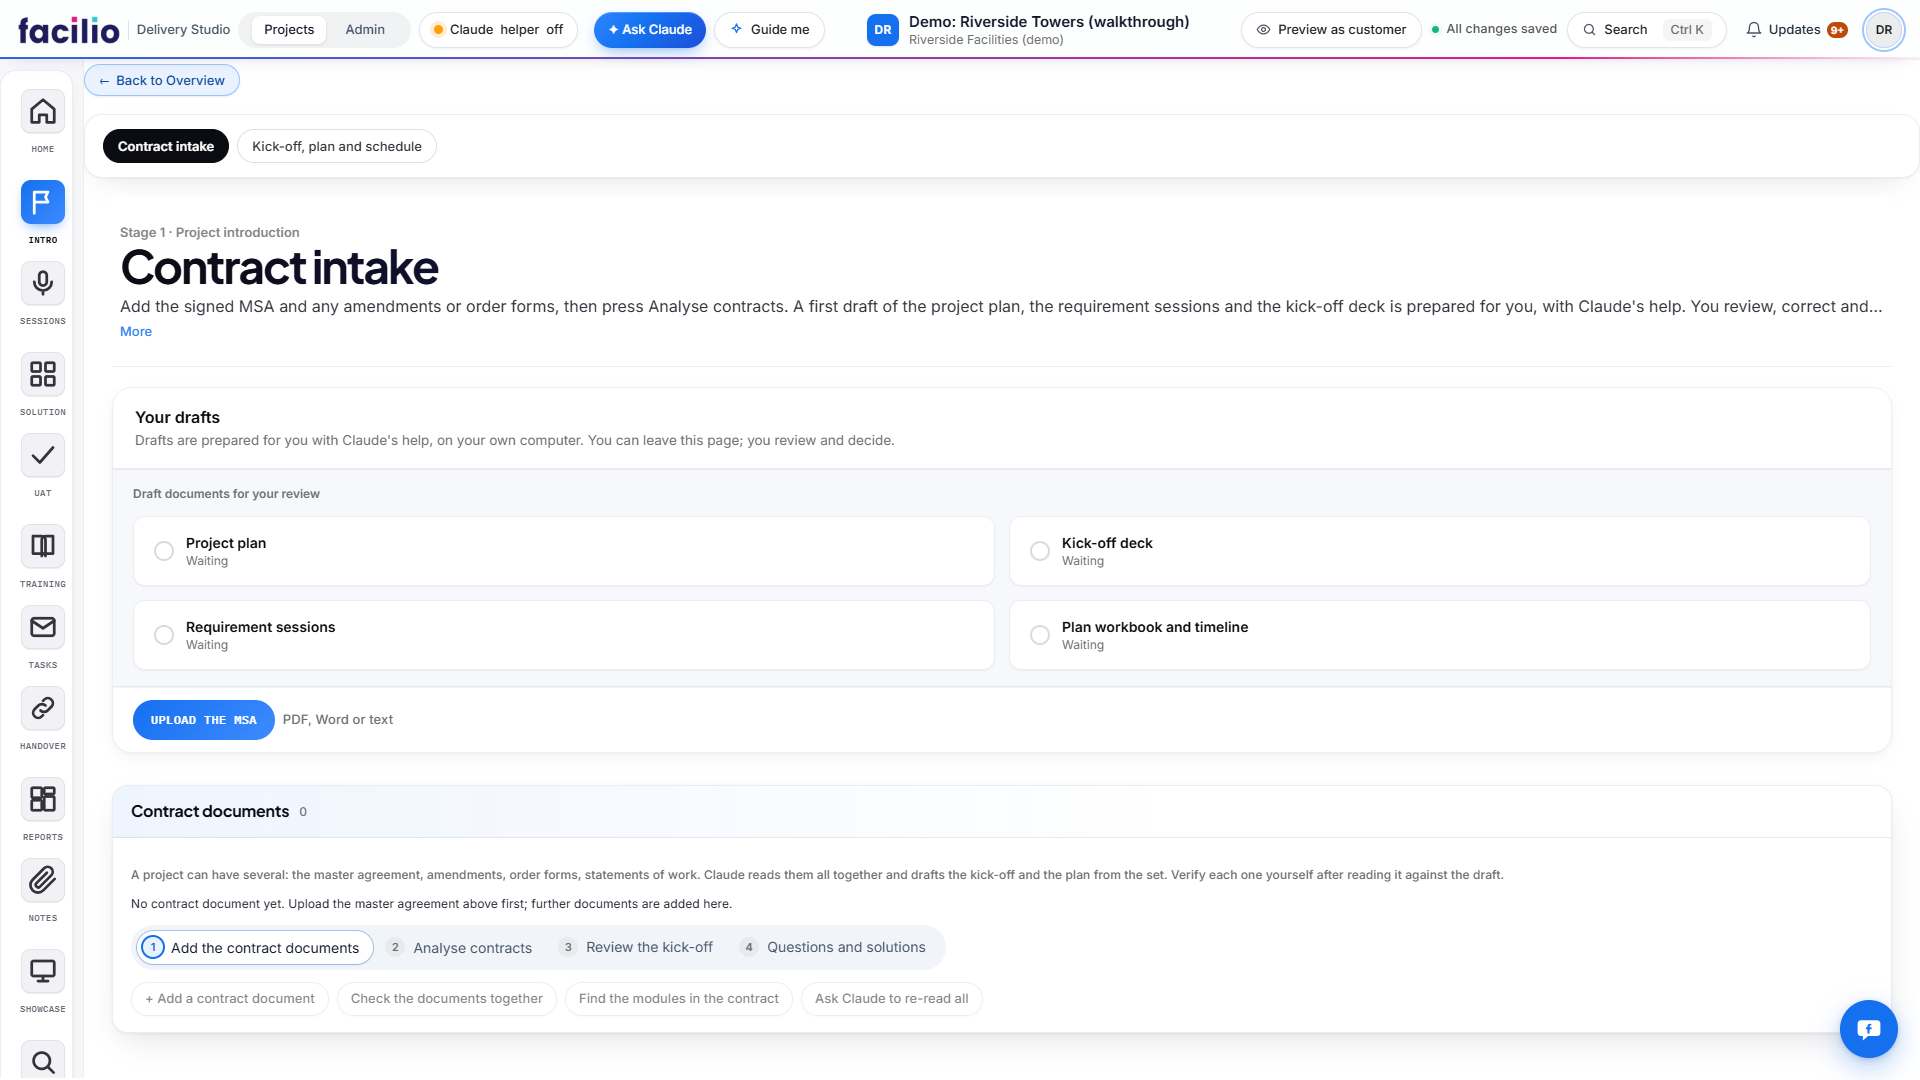 facilio
Delivery Studio
Projects
Admin
Claude helper off
✦ Ask Claude
Guide me
DR
Demo: Riverside Towers (walkthrough)
Riverside Facilities (demo)
Preview as customer
All changes saved
Search
Ctrl K
Updates
9+
DR
← Back to Overview
HOME
INTRO
SESSIONS
SOLUTION
UAT
TRAINING
TASKS
HANDOVER
REPORTS
NOTES
SHOWCASE
Contract intake
Kick-off, plan and schedule
Stage 1 · Project introduction
Contract intake
Add the signed MSA and any amendments or order forms, then press Analyse contracts. A first draft of the project plan, the requirement sessions and the kick-off deck is prepared for you, with Claude's help. You review, correct and...
More
Your drafts
Drafts are prepared for you with Claude's help, on your own computer. You can leave this page; you review and decide.
Draft documents for your review
Project plan
Waiting
Kick-off deck
Waiting
Requirement sessions
Waiting
Plan workbook and timeline
Waiting
UPLOAD THE MSA
PDF, Word or text
Contract documents 0
A project can have several: the master agreement, amendments, order forms, statements of work. Claude reads them all together and drafts the kick-off and the plan from the set. Verify each one yourself after reading it against the draft.
No contract document yet. Upload the master agreement above first; further documents are added here.
1 Add the contract documents
2 Analyse contracts
3 Review the kick-off
4 Questions and solutions
+ Add a contract document
Check the documents together
Find the modules in the contract
Ask Claude to re-read all